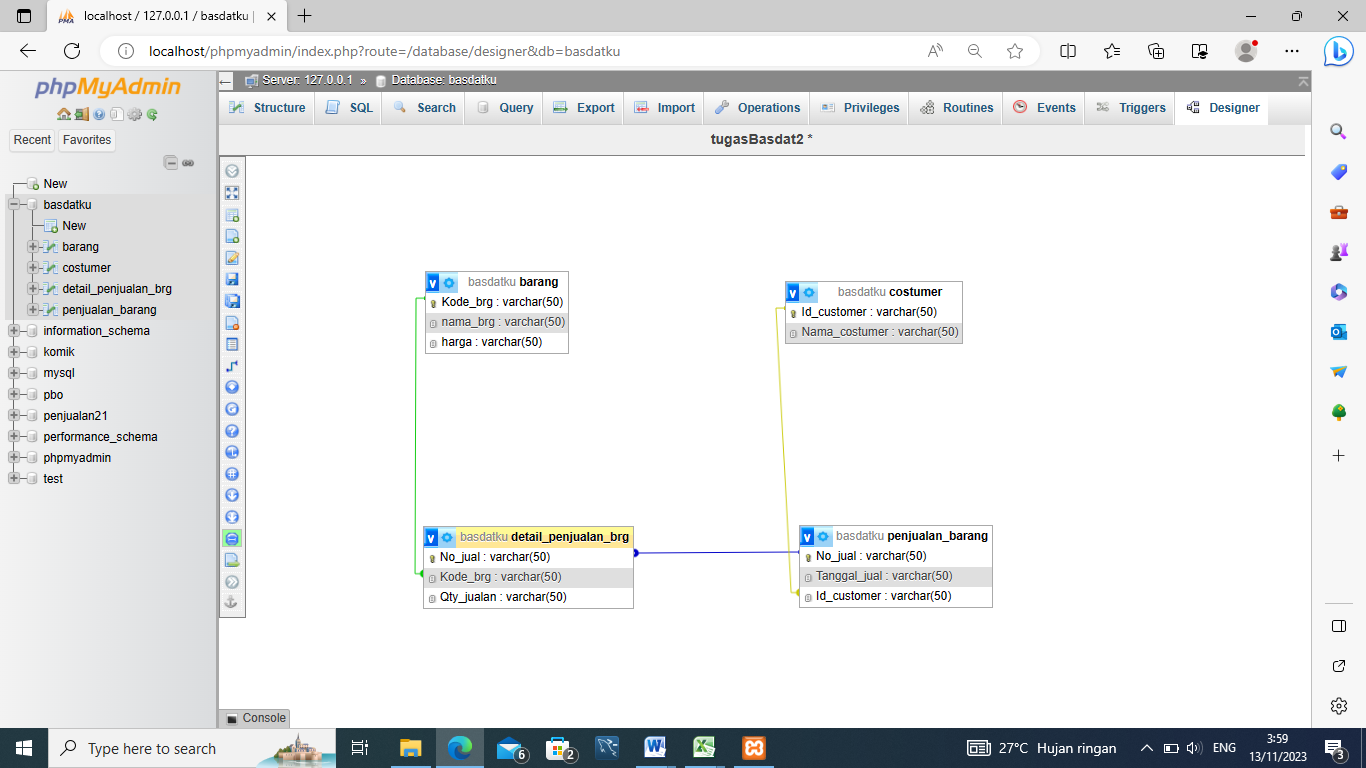 localhost / 127.0.0.1 / basdatku |
localhost/phpmyadmin/index.php?route=/database/designer&db=basdatku
phpMyAdmin
Recent
Favorites
New
basdatku
New
barang
costumer
detail_penjualan_brg
penjualan_barang
information_schema
komik
mysql
pbo
penjualan21
performance_schema
phpmyadmin
test
Server: 127.0.0.1 » Database: basdatku
Structure
SQL
Search
Query
Export
Import
Operations
Privileges
Routines
Events
Triggers
Designer
tugasBasdat2 *
v basdatku barang
Kode_brg : varchar(50)
nama_brg : varchar(50)
harga : varchar(50)
v basdatku costumer
Id_customer : varchar(50)
Nama_costumer : varchar(50)
v basdatku detail_penjualan_brg
No_jual : varchar(50)
Kode_brg : varchar(50)
Qty_jualan : varchar(50)
v basdatku penjualan_barang
No_jual : varchar(50)
Tanggal_jual : varchar(50)
Id_customer : varchar(50)
Console
Type here to search
6
2
27°C Hujan ringan
ENG
3:59
13/11/2023
3